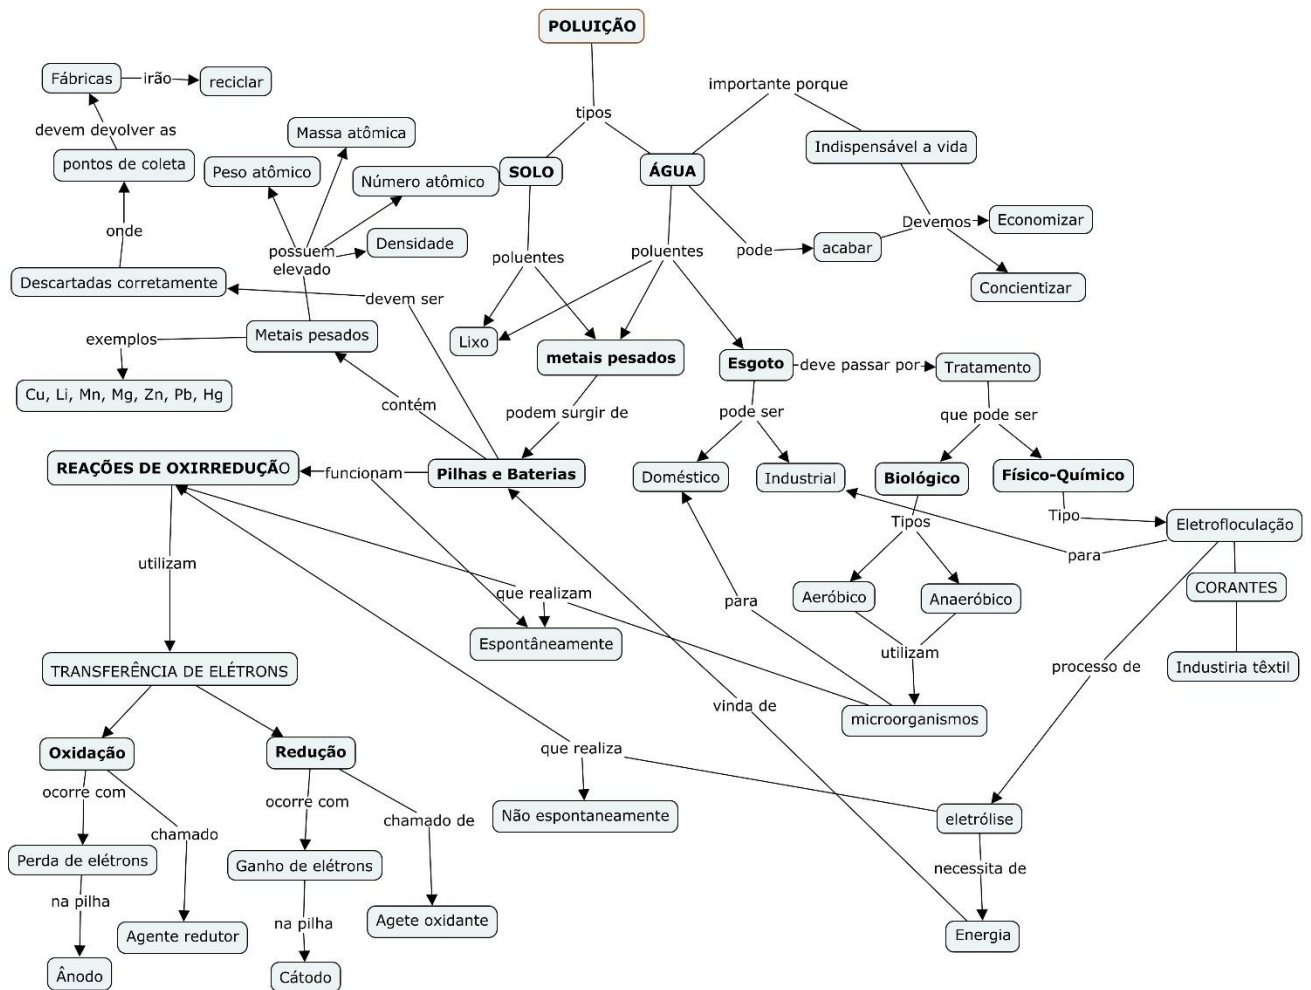 POLUIÇÃO
Fábricas
irão
reciclar
importante porque
tipos
devem devolver as
Massa atômica
Indispensável a vida
pontos de coleta
Peso atômico
Número atômico
SOLO
ÁGUA
onde
possuem
elevado
Densidade
poluentes
poluentes
pode
acabar
Devemos
Economizar
Descartadas corretamente
devem ser
Concientizar
exemplos
Metais pesados
Lixo
metais pesados
Esgoto
deve passar por
Tratamento
Cu, Li, Mn, Mg, Zn, Pb, Hg
contém
podem surgir de
pode ser
que pode ser
REAÇÕES DE OXIRREDUÇÃO
funcionam
Pilhas e Baterias
Doméstico
Industrial
Biológico
Físico-Químico
Tipos
Tipo
Eletrofloculação
utilizam
para
que realizam
para
Aeróbico
Anaeróbico
CORANTES
Espontâneamente
utilizam
TRANSFERÊNCIA DE ELÉTRONS
processo de
Industiria têxtil
vinda de
microorganismos
Oxidação
Redução
que realiza
ocorre com
ocorre com
Não espontaneamente
eletrólise
chamado
chamado de
Perda de elétrons
Ganho de elétrons
necessita de
na pilha
na pilha
Agente redutor
Agete oxidante
Energia
Ânodo
Cátodo